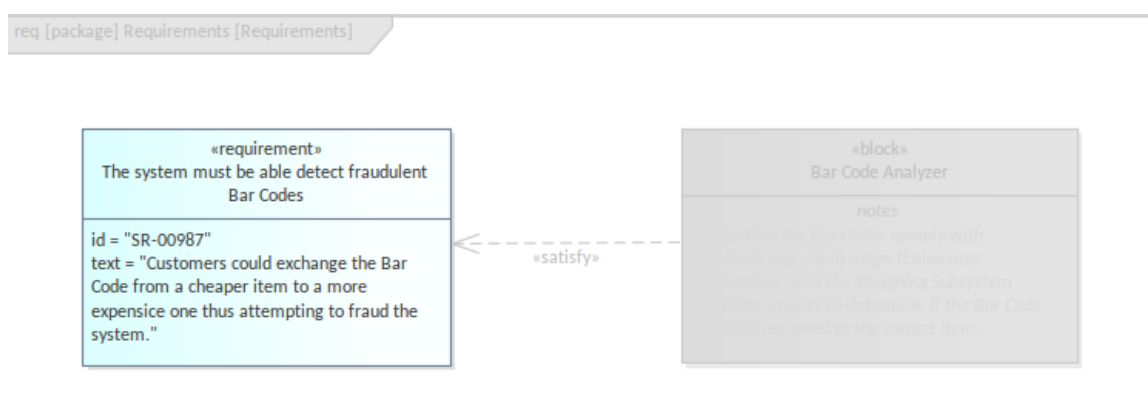 req [package] Requirements [Requirements]
«requirement»
The system must be able detect fraudulent
Bar Codes
id = "SR-00987"
text = "Customers could exchange the Bar
Code from a cheaper item to a more
expensice one thus attempting to fraud the
system."
«satisfy»
«block»
Bar Code Analyzer
notes
that the Bar Codes comply with
and are in range it also uses
from the Weighing Subsystem
to determine if the Bar Code
assigned to the correct item.